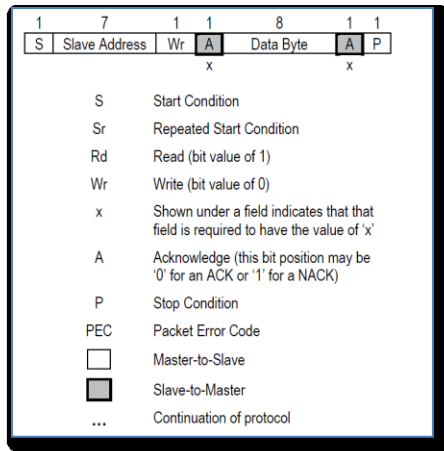 1 7 1 1 8 1 1
S Slave Address Wr A Data Byte A P
x x
S Start Condition
Sr Repeated Start Condition
Rd Read (bit value of 1)
Wr Write (bit value of 0)
x Shown under a field indicates that that
field is required to have the value of ‘x’
A Acknowledge (this bit position may be
‘0’ for an ACK or ‘1’ for a NACK)
P Stop Condition
PEC Packet Error Code
Master-to-Slave
Slave-to-Master
... Continuation of protocol